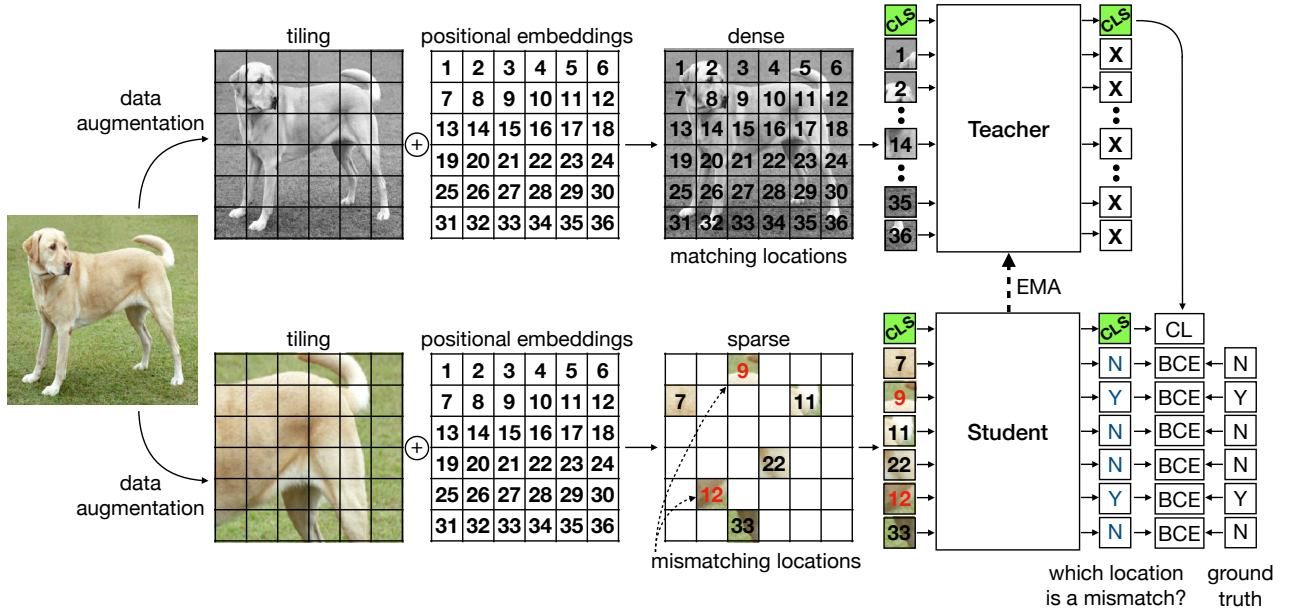 tiling
positional embeddings
dense
data
augmentation
1 2 3 4 5 6
7 8 9 10 11 12
13 14 15 16 17 18
19 20 21 22 23 24
25 26 27 28 29 30
31 32 33 34 35 36
+
1 2 3 4 5 6
7 8 9 10 11 12
13 14 15 16 17 18
19 20 21 22 23 24
25 26 27 28 29 30
31 32 33 34 35 36
matching locations
CLS
1
2
14
35
36
Teacher
CLS
X
X
X
X
X
EMA
tiling
positional embeddings
sparse
data
augmentation
1 2 3 4 5 6
7 8 9 10 11 12
13 14 15 16 17 18
19 20 21 22 23 24
25 26 27 28 29 30
31 32 33 34 35 36
+
9
7 11
22
12
33
mismatching locations
CLS
7
9
11
22
12
33
Student
CLS CL
N BCE N
Y BCE Y
N BCE N
N BCE N
Y BCE Y
N BCE N
which location
is a mismatch?
ground
truth